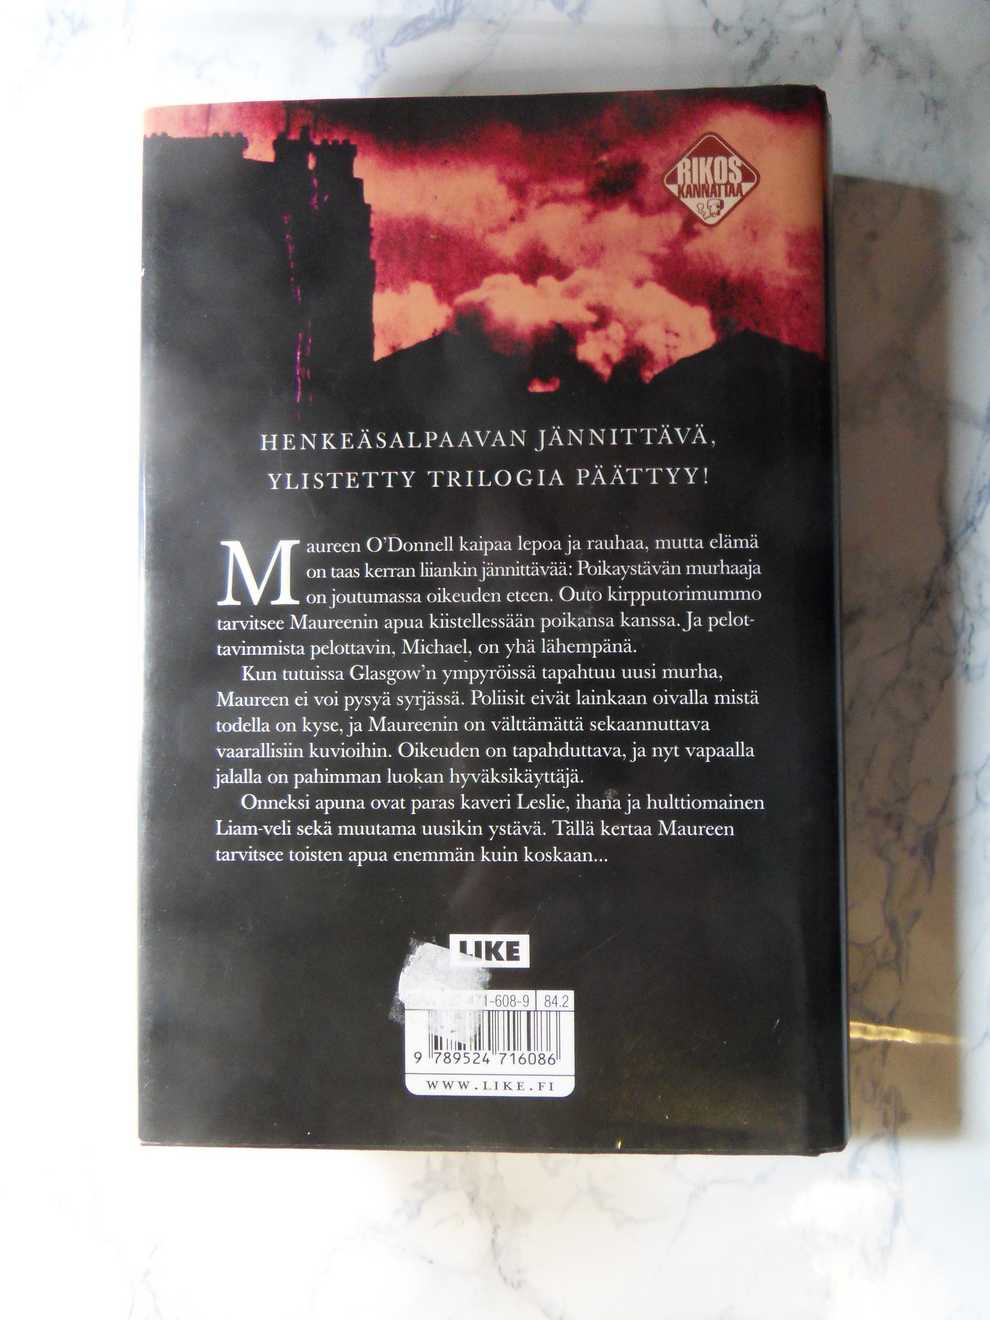 RIKOS
KANNATTAA
HENKEÄSALPAAVAN JÄNNITTÄVÄ,
YLISTETTY TRILOGIA PÄÄTTYY!
Maureen O'Donnell kaipaa lepoa ja rauhaa, mutta elämä
on taas kerran liiankin jännittävää: Poikaystävän murhaaja
on joutumassa oikeuden eteen. Outo kirpputorimummo
tarvitsee Maureenin apua kiistellessään poikansa kanssa. Ja pelot-
tavimmista pelottavin, Michael, on yhä lähempänä.
Kun tutuissa Glasgow'n ympyröissä tapahtuu uusi murha,
Maureen ei voi pysyä syrjässä. Poliisit eivät lainkaan oivalla mistä
todella on kyse, ja Maureenin on välttämättä sekaannuttava
vaarallisiin kuvioihin. Oikeuden on tapahduttava, ja nyt vapaalla
jalalla on pahimman luokan hyväksikäyttäjä.
Onneksi apuna ovat paras kaveri Leslie, ihana ja hulttiomainen
Liam-veli sekä muutama uusikin ystävä. Tällä kertaa Maureen
tarvitsee toisten apua enemmän kuin koskaan...
LIKE
471-608-9 84.2
9 789524 716086
WWW.LIKE.FI